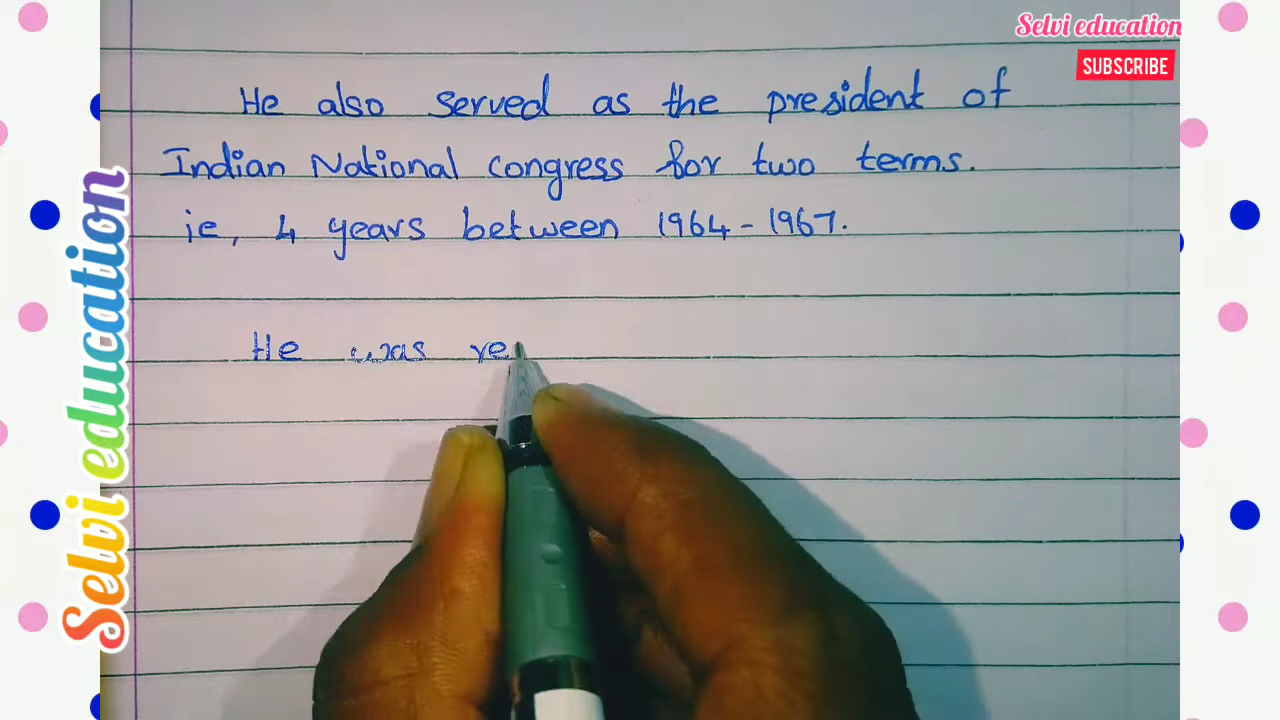 Selvi education
SUBSCRIBE
He also served as the president of
Indian National Congress for two terms.
ie, 4 years between 1964-1967.
He was re
Selvi education